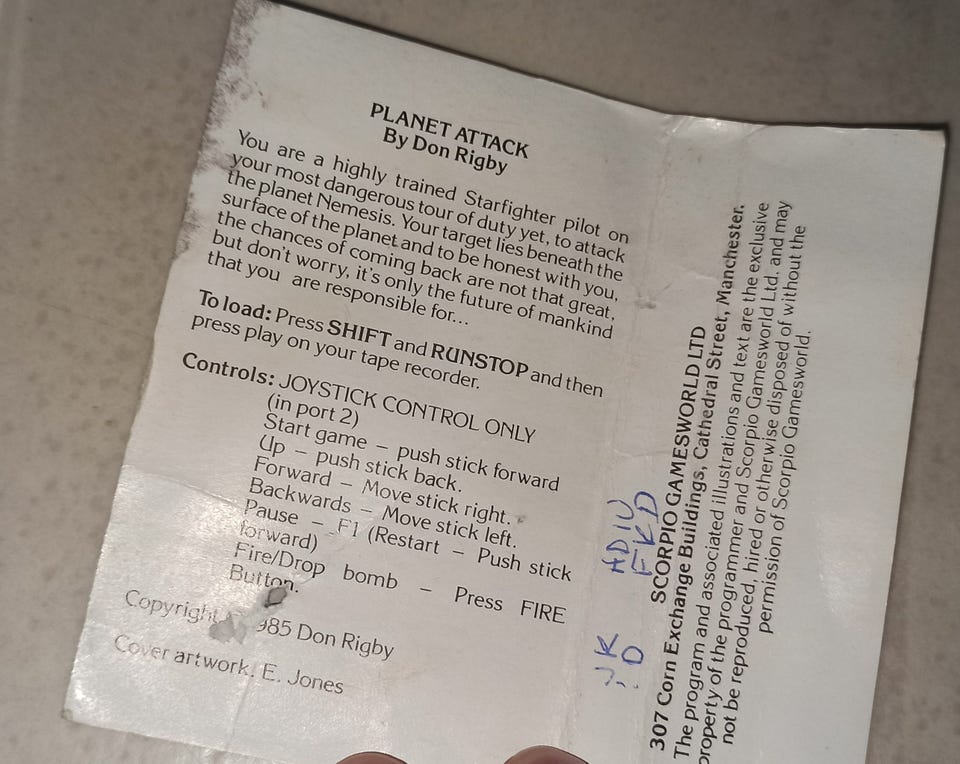 PLANET ATTACK
By Don Rigby
You are a highly trained Starfighter pilot on
your most dangerous tour of duty yet, to attack
the planet Nemesis. Your target lies beneath the
surface of the planet and to be honest with you,
the chances of coming back are not that great,
but don't worry, it's only the future of mankind
that you are responsible for...
To load: Press SHIFT and RUNSTOP and then
press play on your tape recorder.
Controls: JOYSTICK CONTROL ONLY
(in port 2)
Start game – push stick forward
Up – push stick back.
Forward – Move stick right.
Backwards – Move stick left.
Pause – F1 (Restart – Push stick
forward)
Fire/Drop bomb – Press FIRE
Button.
Copyright 985 Don Rigby
Cover artwork. E. Jones
SCORPIO GAMESWORLD LTD
307 Corn Exchange Buildings, Cathedral Street, Manchester.
The program and associated illustrations and text are the exclusive
property of the programmer and Scorpio Gamesworld Ltd. and may
not be reproduced, hired or otherwise disposed of without the
permission of Scorpio Gamesworld.